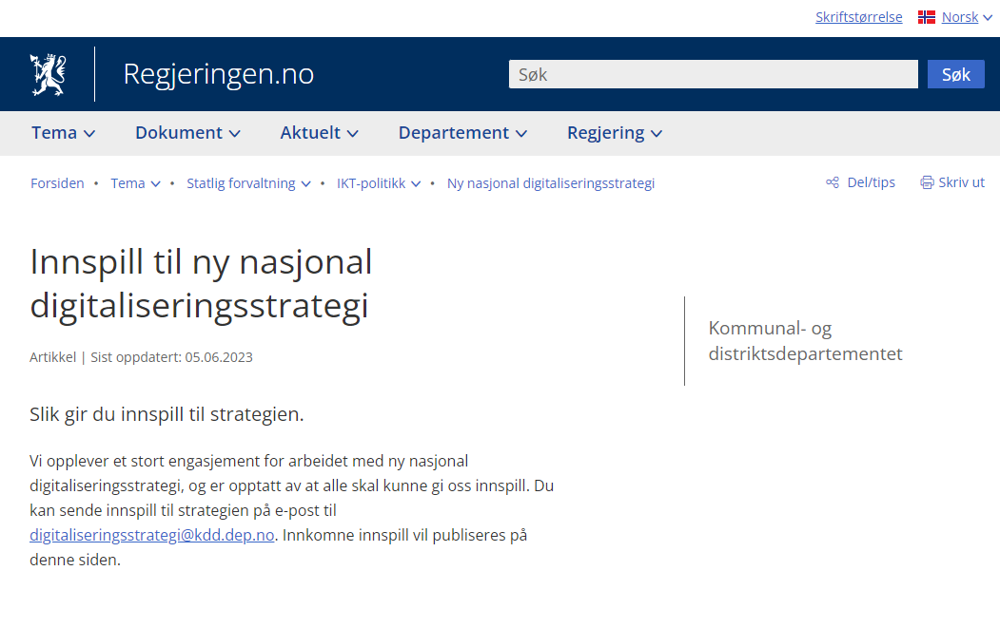 Skriftstørrelse Norsk
Regjeringen.no Søk Søk
Tema Dokument Aktuelt Departement Regjering
Forsiden • Tema • Statlig forvaltning • IKT-politikk • Ny nasjonal digitaliseringsstrategi Del/tips Skriv ut
Innspill til ny nasjonal
digitaliseringsstrategi
Kommunal- og
distriktsdepartementet
Artikkel | Sist oppdatert: 05.06.2023
Slik gir du innspill til strategien.
Vi opplever et stort engasjement for arbeidet med ny nasjonal
digitaliseringsstrategi, og er opptatt av at alle skal kunne gi oss innspill. Du
kan sende innspill til strategien på e-post til
digitaliseringsstrategi@kdd.dep.no. Innkomne innspill vil publiseres på
denne siden.